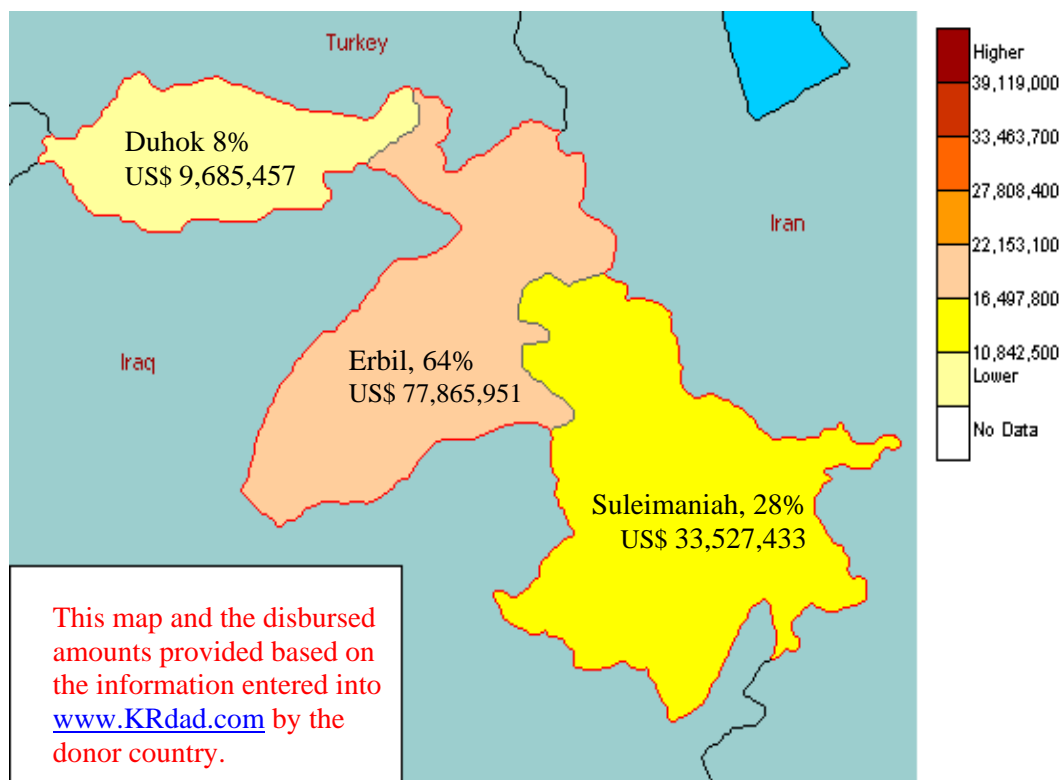 Turkey
Duhok 8%
US$ 9,685,457
Iran
Iraq
Erbil, 64%
US$ 77,865,951
Suleimaniah, 28%
US$ 33,527,433
This map and the disbursed
amounts provided based on
the information entered into
www.KRdad.com by the
donor country.
Higher
39,119,000
33,463,700
27,808,400
22,153,100
16,497,800
10,842,500
Lower
No Data